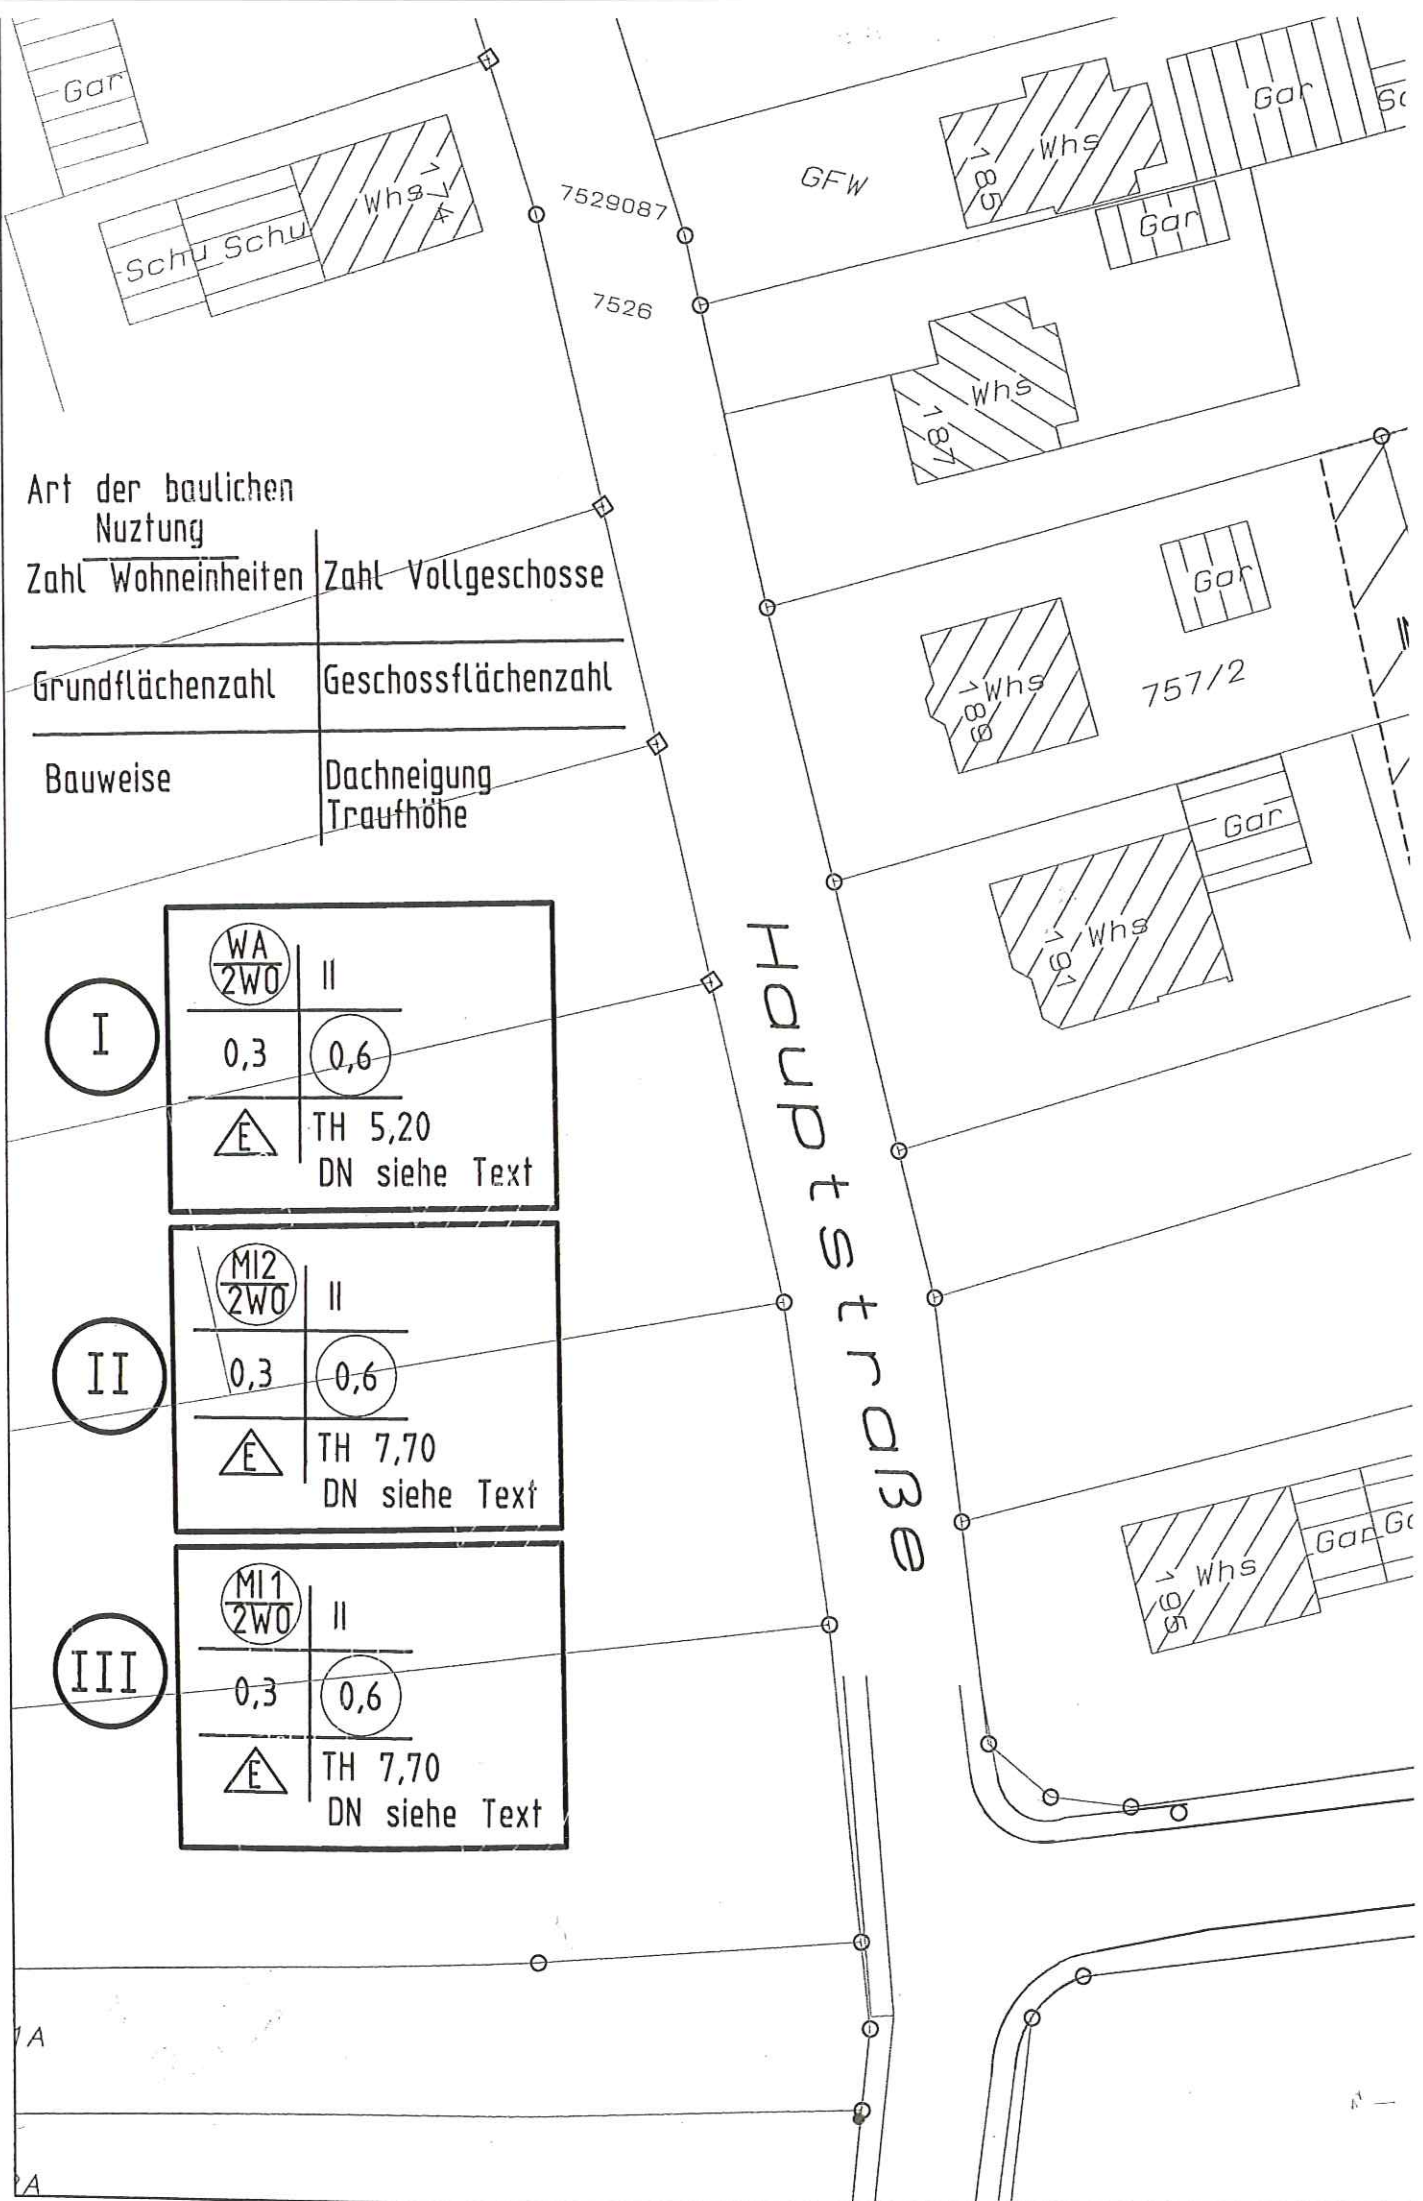 Gar
Whs
174
Schu
Schu
7529087
7526
GFW
Whs
185
Gar
Gar
Whs
187
Art der baulichen
Nuztung
Zahl Wohneinheiten
Zahl Vollgeschosse
Grundflächenzahl
Geschossflächenzahl
Bauweise
Dachneigung
Traufhöhe
Gar
Whs
189
757/2
Gar
Whs
191
Hauptstraße
I
WA
2WO
II
0,3
0,6
E
TH 5,20
DN siehe Text
II
MI2
2WO
II
0,3
0,6
E
TH 7,70
DN siehe Text
III
MI1
2WO
II
0,3
0,6
E
TH 7,70
DN siehe Text
Whs
195
Gar
A
A